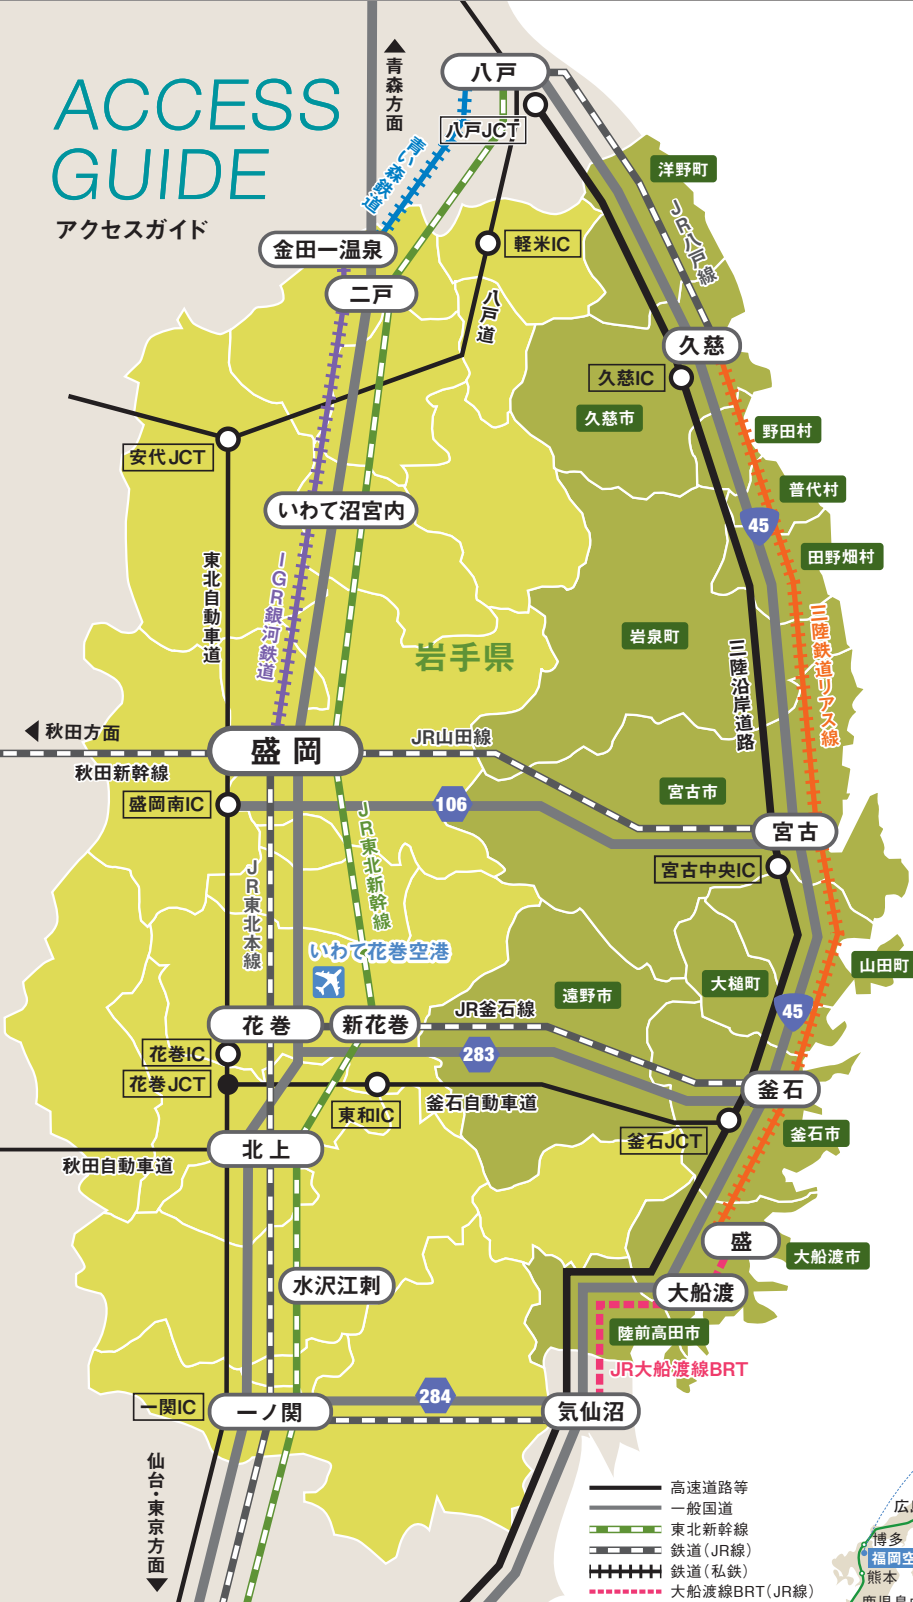 ACCESS
GUIDE
アクセスガイド
青森方面
八戸
八戸JCT
青い森鉄道
洋野町
JR八戸線
金田一温泉
軽米IC
二戸
八戸道
久慈
久慈IC
久慈市
野田村
安代JCT
普代村
いわて沼宮内
45
田野畑村
東北自動車道
IGR銀河鉄道
岩手県
岩泉町
三陸沿岸道路
三陸鉄道リアス線
秋田方面
盛岡
JR山田線
秋田新幹線
盛岡南IC
106
宮古市
宮古
JR東北新幹線
JR東北本線
宮古中央IC
いわて花巻空港
山田町
遠野市
大槌町
花巻
新花巻
JR釜石線
45
花巻IC
283
花巻JCT
釜石
東和IC
釜石自動車道
釜石JCT
釜石市
北上
秋田自動車道
盛
大船渡市
水沢江刺
大船渡
陸前高田市
JR大船渡線BRT
一関IC
一ノ関
284
気仙沼
仙台・東京方面
高速道路等
一般国道
東北新幹線
鉄道（JR線）
鉄道（私鉄）
大船渡線BRT（JR線）
広
博多
福岡空
熊本
鹿児島